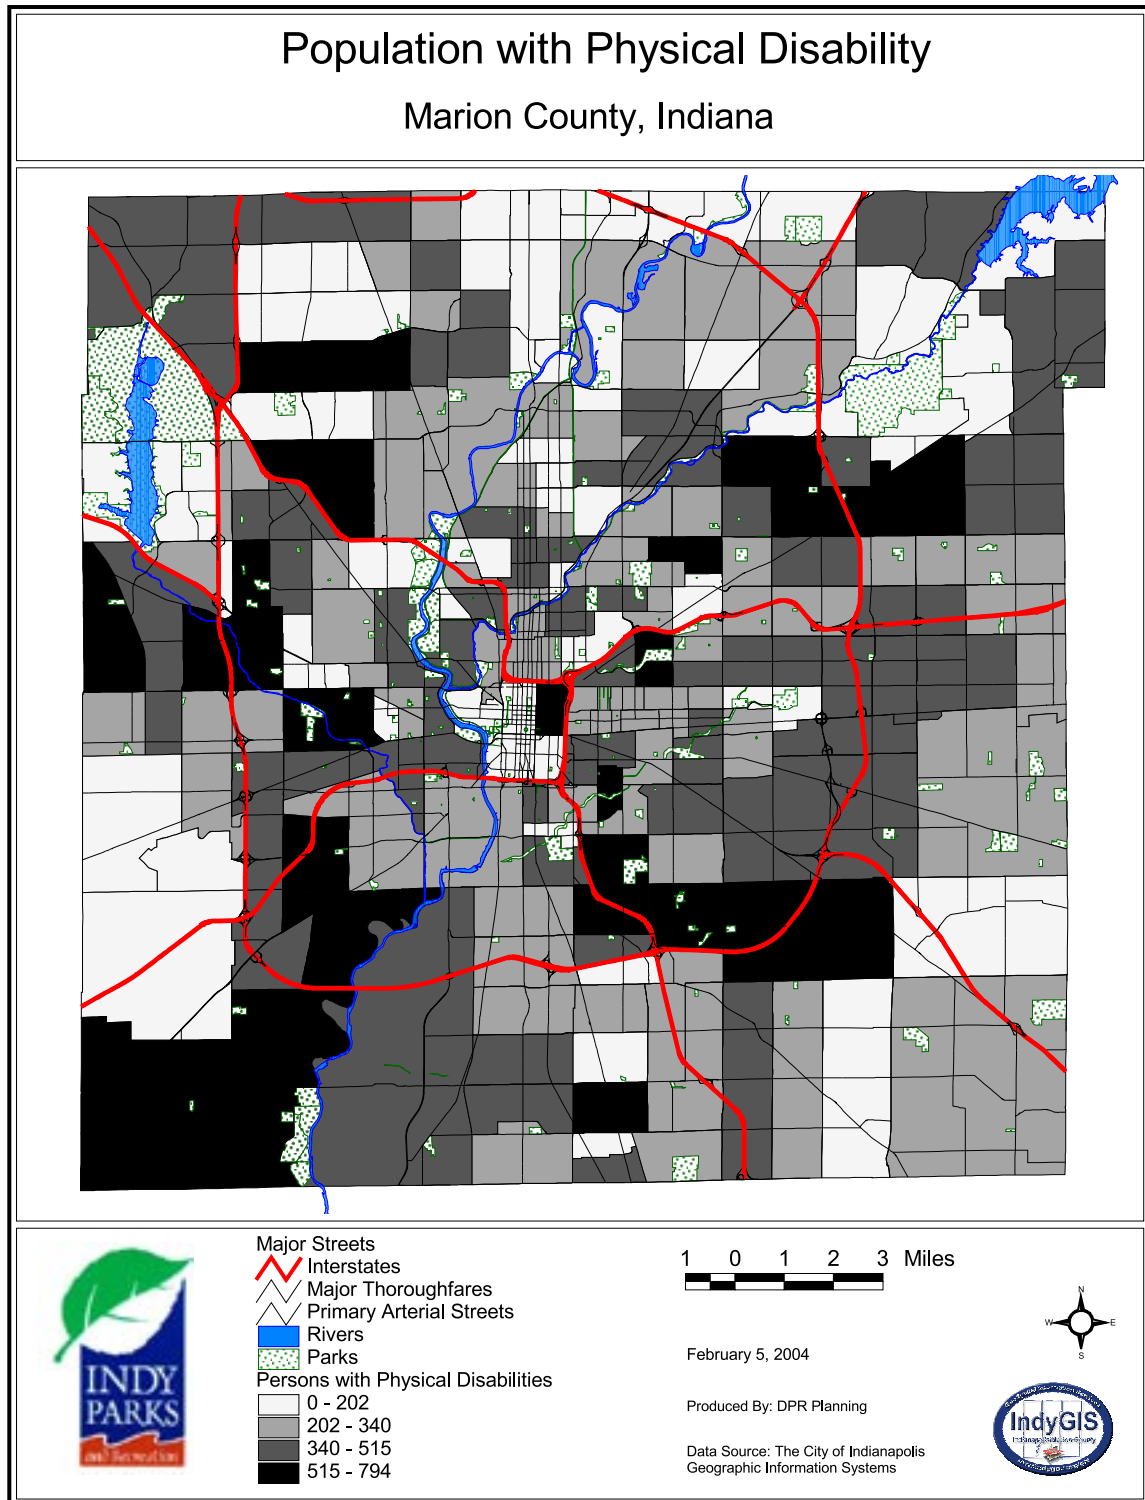 Population with Physical Disability
Marion County, Indiana
INDY
PARKS
and Recreation
Major Streets
Interstates
Major Thoroughfares
Primary Arterial Streets
Rivers
Parks
Persons with Physical Disabilities
0 - 202
202 - 340
340 - 515
515 - 794
1 0 1 2 3 Miles
February 5, 2004
Produced By: DPR Planning
Data Source: The City of Indianapolis
Geographic Information Systems
N
W E
S
IndyGIS